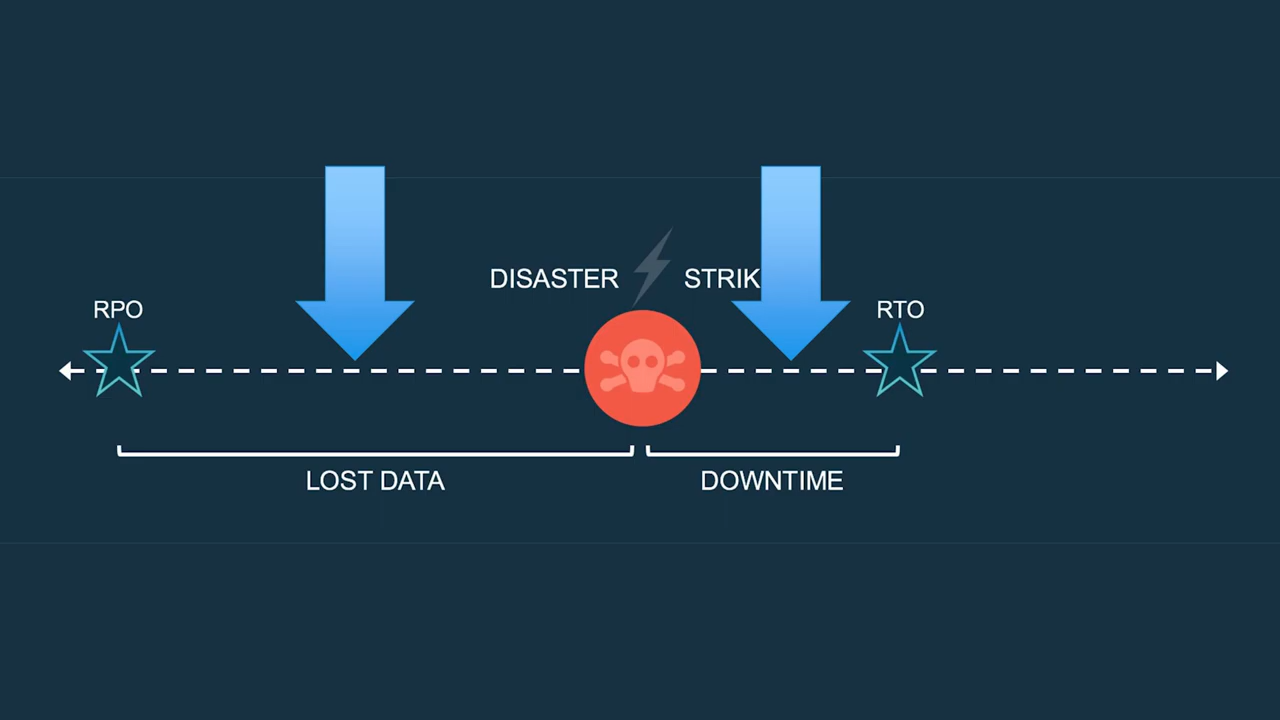 DISASTER STRIK
RPO
RTO
LOST DATA
DOWNTIME